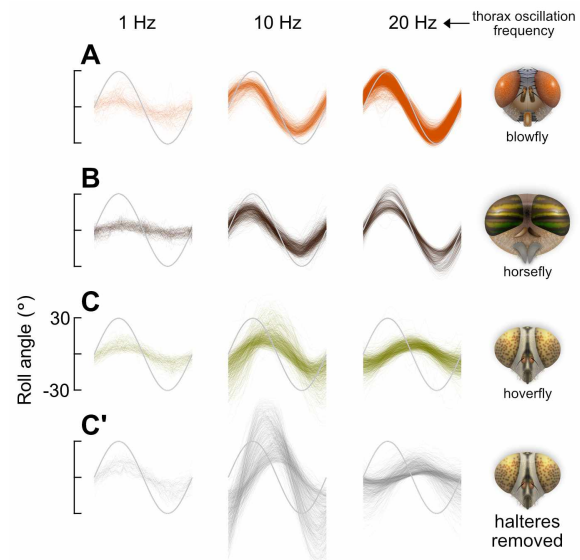 1 Hz 10 Hz 20 Hz thorax oscillation
frequency
A
blowfly
B
horsefly
C
Roll angle (°)
30
-30
hoverfly
C'
halteres
removed